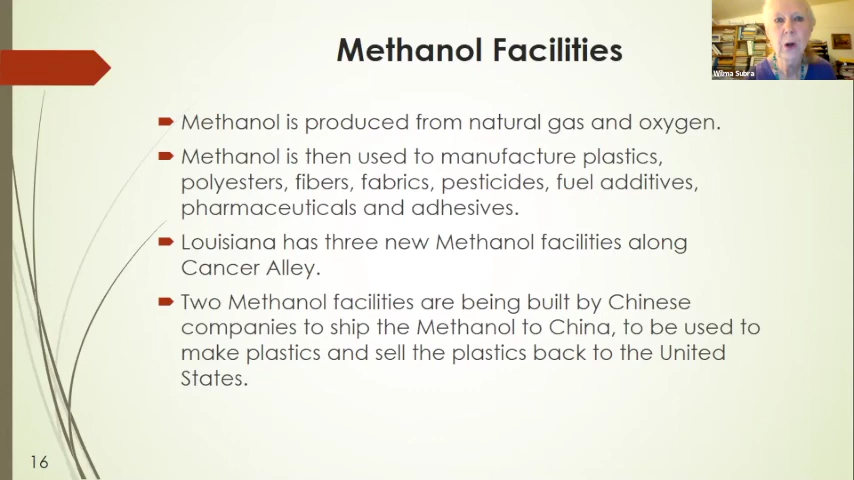 Methanol Facilities
Wilma Subra
Methanol is produced from natural gas and oxygen.
Methanol is then used to manufacture plastics,
polyesters, fibers, fabrics, pesticides, fuel additives,
pharmaceuticals and adhesives.
Louisiana has three new Methanol facilities along
Cancer Alley.
Two Methanol facilities are being built by Chinese
companies to ship the Methanol to China, to be used to
make plastics and sell the plastics back to the United
States.
16